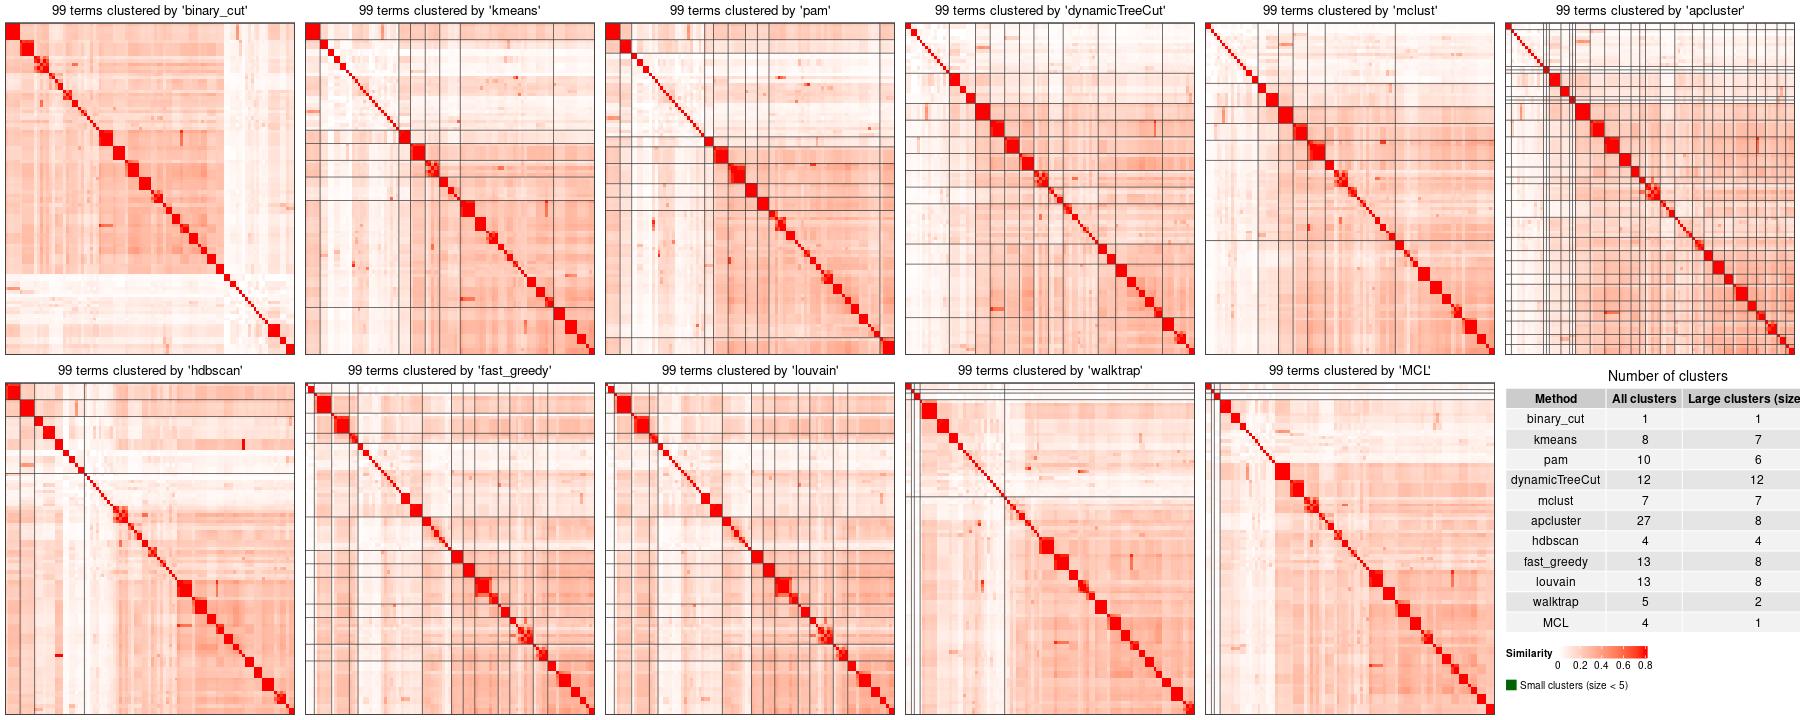 99 terms clustered by 'binary_cut'
99 terms clustered by 'kmeans'
99 terms clustered by 'pam'
99 terms clustered by 'dynamicTreeCut'
99 terms clustered by 'mclust'
99 terms clustered by 'apcluster'
99 terms clustered by 'hdbscan'
99 terms clustered by 'fast_greedy'
99 terms clustered by 'louvain'
99 terms clustered by 'walktrap'
99 terms clustered by 'MCL'
Number of clusters
Method All clusters Large clusters (size
binary_cut 1 1
kmeans 8 7
pam 10 6
dynamicTreeCut 12 12
mclust 7 7
apcluster 27 8
hdbscan 4 4
fast_greedy 13 8
louvain 13 8
walktrap 5 2
MCL 4 1
Similarity
0 0.2 0.4 0.6 0.8
Small clusters (size < 5)